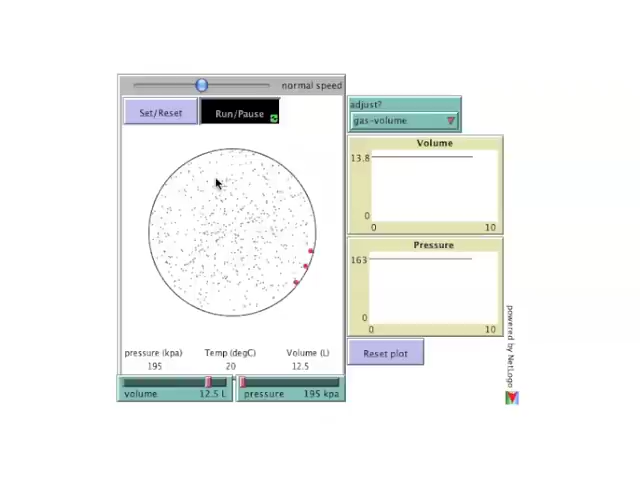 normal speed
Set/Reset
Run/Pause
adjust?
gas-volume
Volume
13.8
0
0
10
Pressure
163
0
0
10
Reset plot
pressure (kpa)
Temp (degC)
Volume (L)
195
20
12.5
volume
12.5 L
pressure
195 kpa
powered by NetLogo